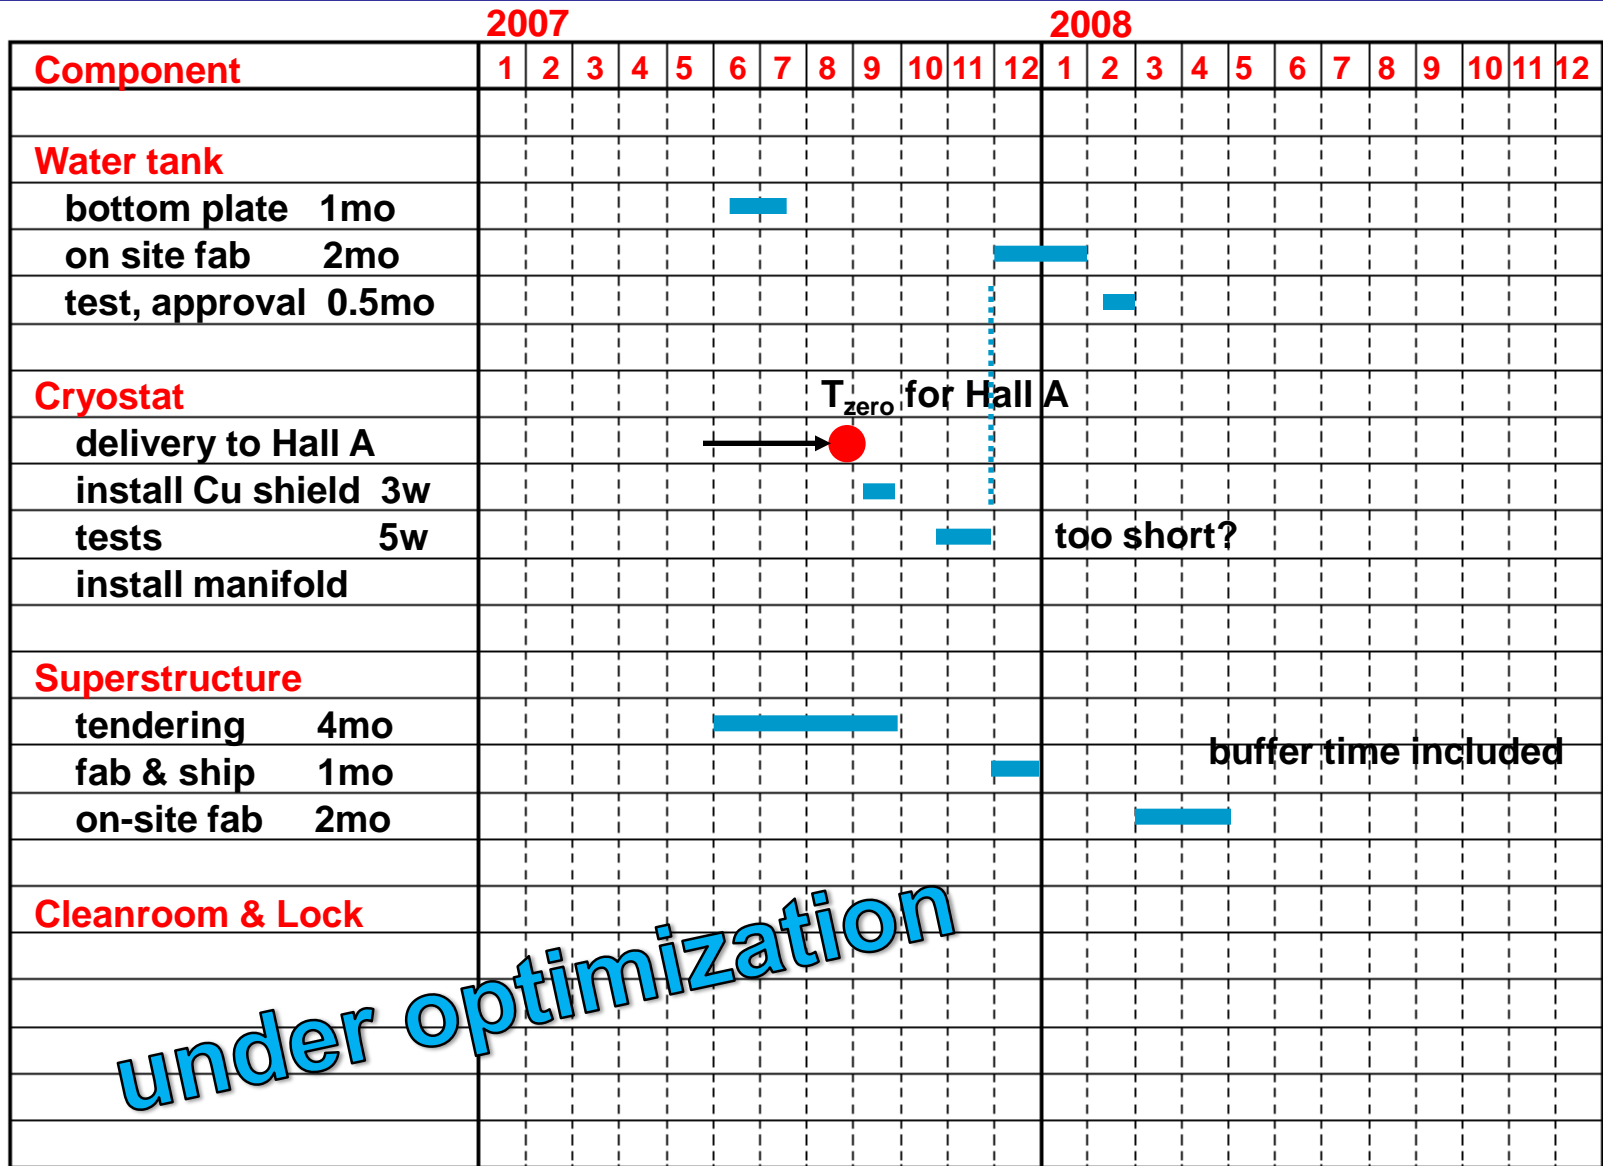 2007 2008
Component 1 2 3 4 5 6 7 8 9 10 11 12 1 2 3 4 5 6 7 8 9 10 11 12
Water tank
bottom plate 1mo
on site fab 2mo
test, approval 0.5mo
Cryostat Tzero for Hall A
delivery to Hall A
install Cu shield 3w
tests 5w too short?
install manifold
Superstructure
tendering 4mo
buffer time included
fab & ship 1mo
on-site fab 2mo
Cleanroom & Lock
under optimization